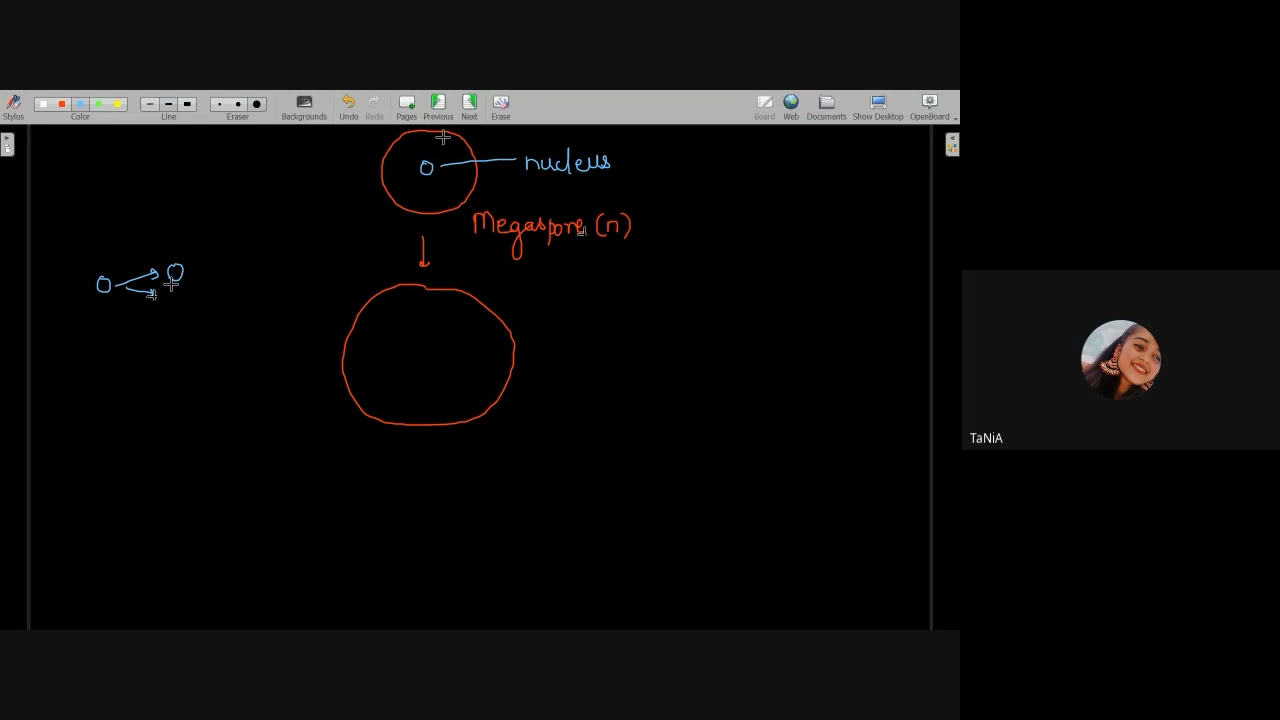 Stylus
Color
Line
Eraser
Backgrounds
Undo
Redo
Pages
Previous
Next
Erase
Board
Web
Documents
Show Desktop
OpenBoard
nucleus
Megaspore (n)
TaNiA